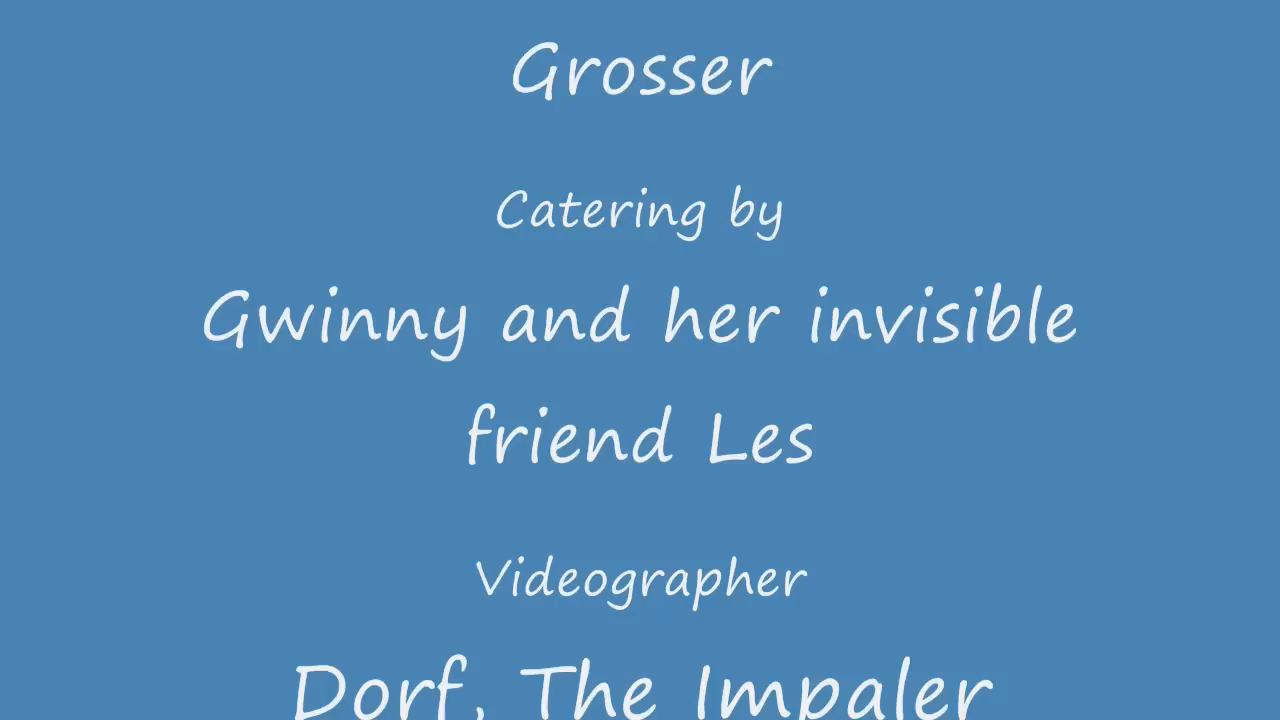 Grosser
Catering by
Gwinny and her invisible
friend Les
Videographer
Dorf, The Impaler